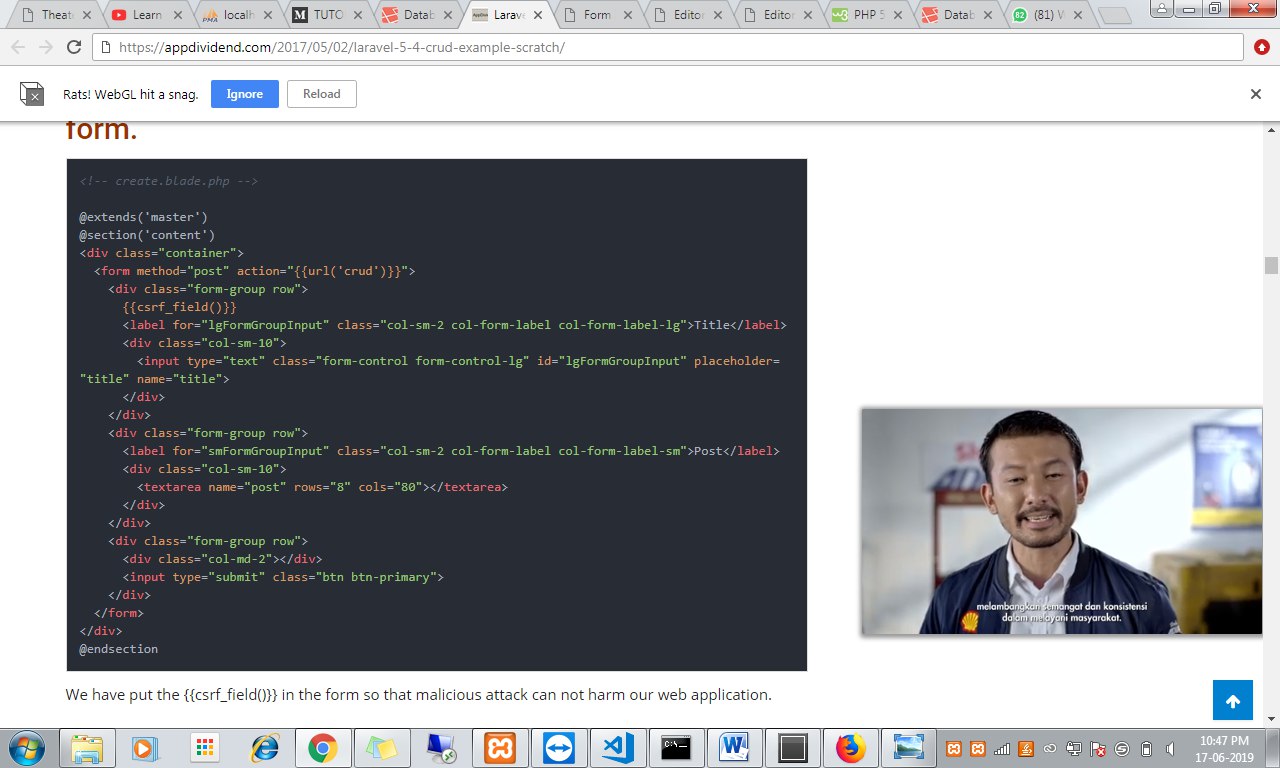 Theat
Learn
localh
TUTO
Datab
Larave
Form
Editor
Editor
PHP 5
Datab
(81) W
https://appdividend.com/2017/05/02/laravel-5-4-crud-example-scratch/
Rats! WebGL hit a snag.
Ignore
Reload
form.
<!-- create.blade.php -->
@extends('master')
@section('content')
<div class="container">
<form method="post" action="{{url('crud')}}">
<div class="form-group row">
{{csrf_field()}}
<label for="lgFormGroupInput" class="col-sm-2 col-form-label col-form-label-lg">Title</label>
<div class="col-sm-10">
<input type="text" class="form-control form-control-lg" id="lgFormGroupInput" placeholder=
"title" name="title">
</div>
</div>
<div class="form-group row">
<label for="smFormGroupInput" class="col-sm-2 col-form-label col-form-label-sm">Post</label>
<div class="col-sm-10">
<textarea name="post" rows="8" cols="80"></textarea>
</div>
</div>
<div class="form-group row">
<div class="col-md-2"></div>
<input type="submit" class="btn btn-primary">
</div>
</form>
</div>
@endsection
melambangkan semangat dan konsistensi
dalam melayani masyarakat.
We have put the {{csrf_field()}} in the form so that malicious attack can not harm our web application.
10:47 PM
17-06-2019